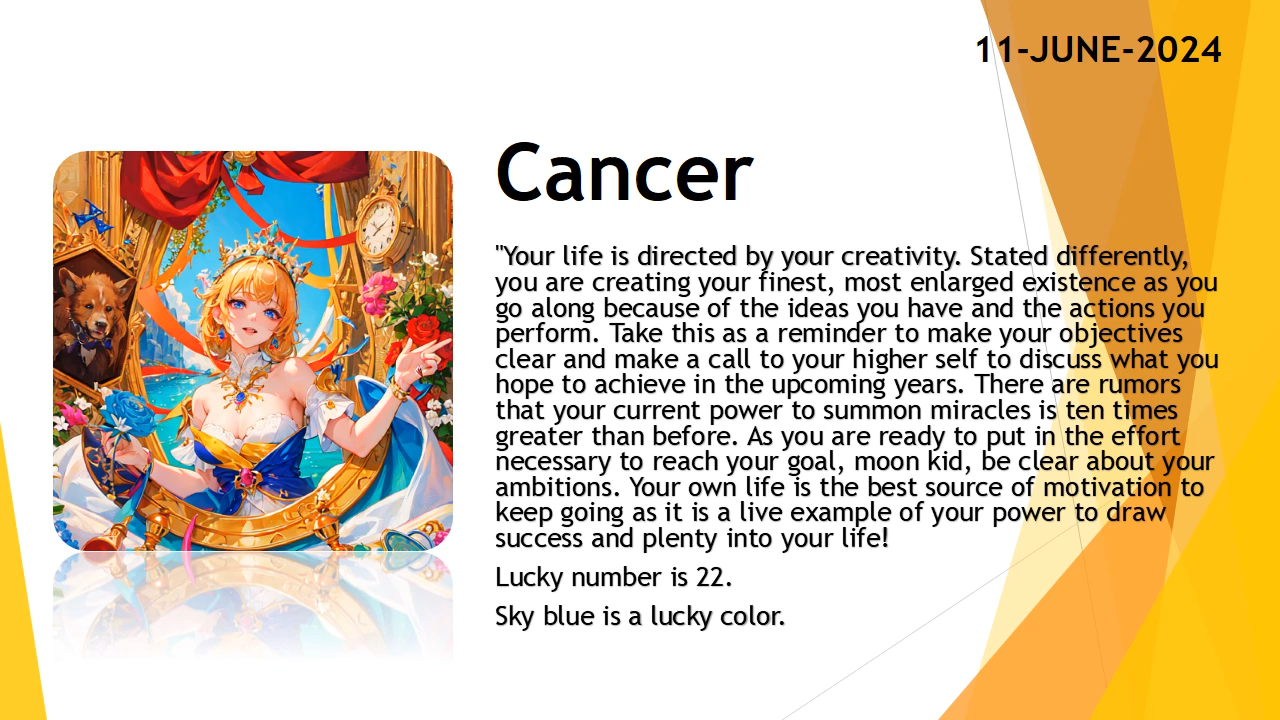 11-JUNE-2024
Cancer
"Your life is directed by your creativity. Stated differently,
you are creating your finest, most enlarged existence as you
go along because of the ideas you have and the actions you
perform. Take this as a reminder to make your objectives
clear and make a call to your higher self to discuss what you
hope to achieve in the upcoming years. There are rumors
that your current power to summon miracles is ten times
greater than before. As you are ready to put in the effort
necessary to reach your goal, moon kid, be clear about your
ambitions. Your own life is the best source of motivation to
keep going as it is a live example of your power to draw
success and plenty into your life!
Lucky number is 22.
Sky blue is a lucky color.